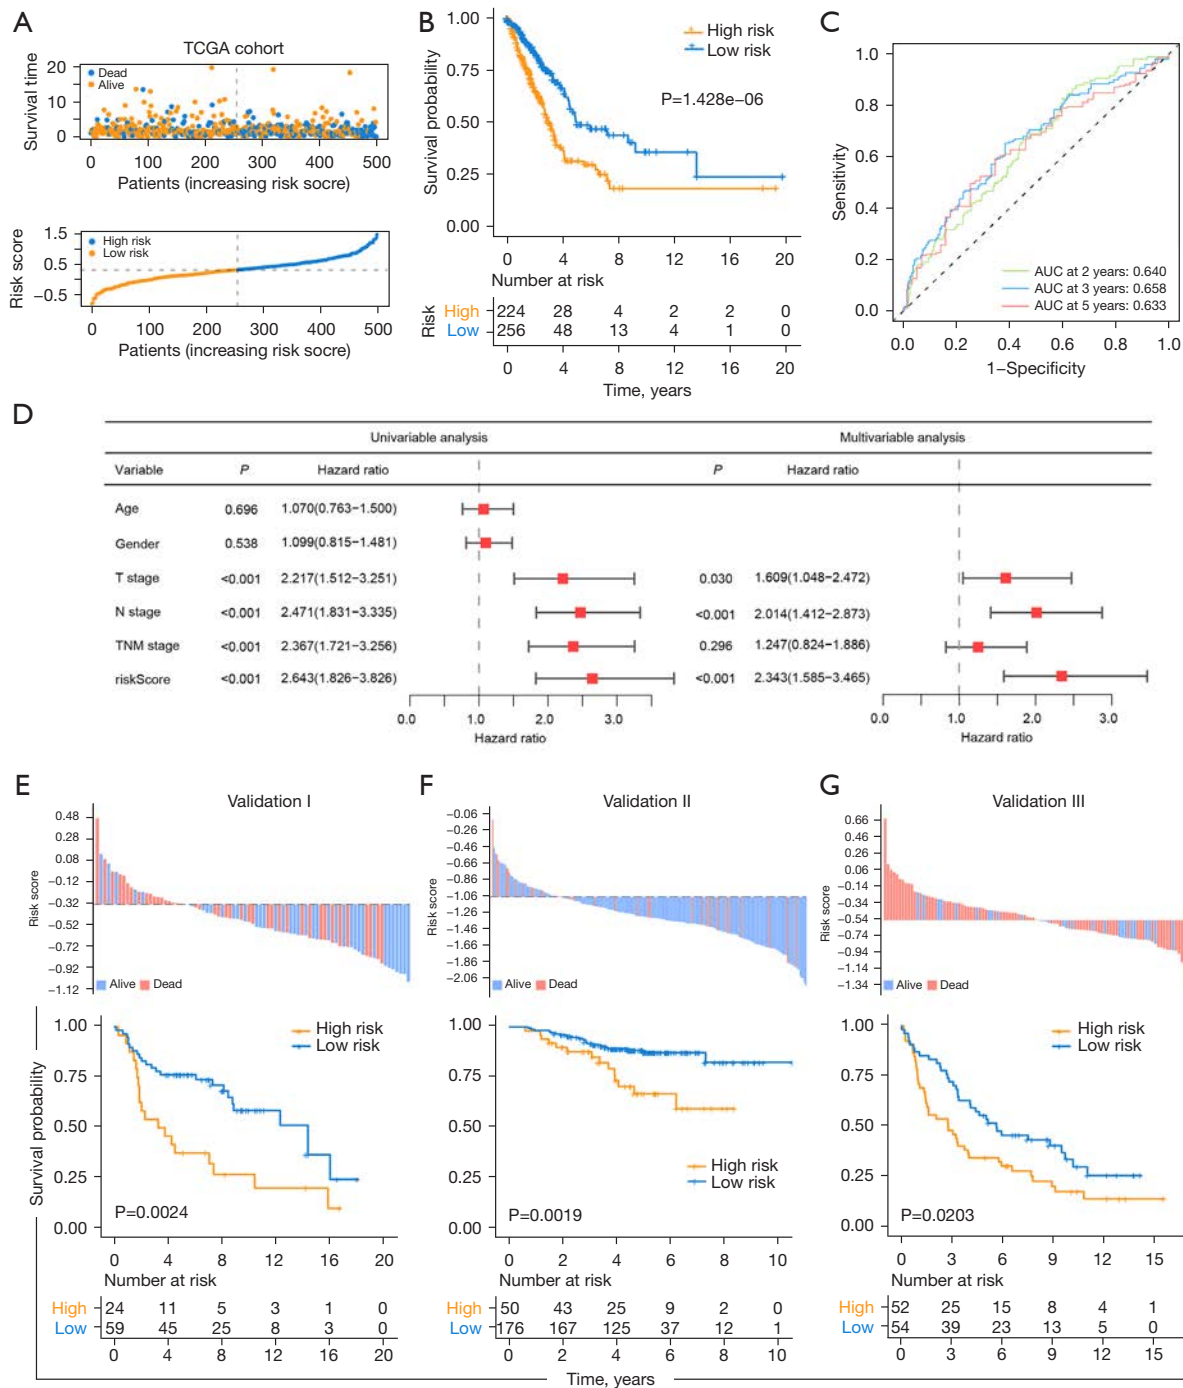 A
TCGA cohort
Survival time
20
10
0
Dead
Alive
0 100 200 300 400 500
Patients (increasing risk socre)
Risk score
1.5
0.5
−0.5
High risk
Low risk
0 100 200 300 400 500
Patients (increasing risk socre)
B
Survival probability
1.00
0.75
0.50
0.25
0.00
High risk
Low risk
P=1.428e−06
0 4 8 12 16 20
Number at risk
Risk
High 224 28 4 2 2 0
Low 256 48 13 4 1 0
0 4 8 12 16 20
Time, years
C
Sensitivity
1.0
0.8
0.6
0.4
0.2
0.0
AUC at 2 years: 0.640
AUC at 3 years: 0.658
AUC at 5 years: 0.633
0.0 0.2 0.4 0.6 0.8 1.0
1−Specificity
D
Univariable analysis Multivariable analysis
Variable P Hazard ratio P Hazard ratio
Age 0.696 1.070(0.763−1.500)
Gender 0.538 1.099(0.815−1.481)
T stage <0.001 2.217(1.512−3.251) 0.030 1.609(1.048−2.472)
N stage <0.001 2.471(1.831−3.335) <0.001 2.014(1.412−2.873)
TNM stage <0.001 2.367(1.721−3.256) 0.296 1.247(0.824−1.886)
riskScore <0.001 2.643(1.826−3.826) <0.001 2.343(1.585−3.465)
0.0 1.0 2.0 3.0 0.0 1.0 2.0 3.0
Hazard ratio Hazard ratio
E
Validation I
Risk score
0.48
0.28
0.08
−0.12
−0.32
−0.52
−0.72
−0.92
−1.12
Alive Dead
Survival probability
1.00
0.75
0.50
0.25
0.00
High risk
Low risk
P=0.0024
0 4 8 12 16 20
Number at risk
High 24 11 5 3 1 0
Low 59 45 25 8 3 0
0 4 8 12 16 20
F
Validation II
Risk score
−0.06
−0.26
−0.46
−0.66
−0.86
−1.06
−1.26
−1.46
−1.66
−1.86
−2.06
Alive Dead
1.00
0.75
0.50
0.25
0.00
High risk
Low risk
P=0.0019
0 2 4 6 8 10
Number at risk
High 50 43 25 9 2 0
Low 176 167 125 37 12 1
0 2 4 6 8 10
G
Validation III
Risk score
0.66
0.46
0.26
0.06
−0.14
−0.34
−0.54
−0.74
−0.94
−1.14
−1.34
Alive Dead
1.00
0.75
0.50
0.25
0.00
High risk
Low risk
P=0.0203
0 3 6 9 12 15
Number at risk
High 52 25 15 8 4 1
Low 54 39 23 13 5 0
0 3 6 9 12 15
Time, years